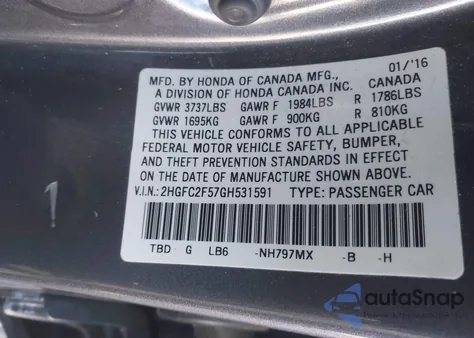 MFD. BY HONDA OF CANADA MFG., 01/'16
A DIVISION OF HONDA CANADA INC. CANADA
GVWR 3737LBS GAWR F 1984LBS R 1786LBS
GVWR 1695KG GAWR F 900KG R 810KG
THIS VEHICLE CONFORMS TO ALL APPLICABLE
FEDERAL MOTOR VEHICLE SAFETY, BUMPER,
AND THEFT PREVENTION STANDARDS IN EFFECT
ON THE DATE OF MANUFACTURE SHOWN ABOVE.
V.I.N.: 2HGFC2F57GH531591 TYPE: PASSENGER CAR
TBD G LB6 -NH797MX -B -H
1
autoSnap